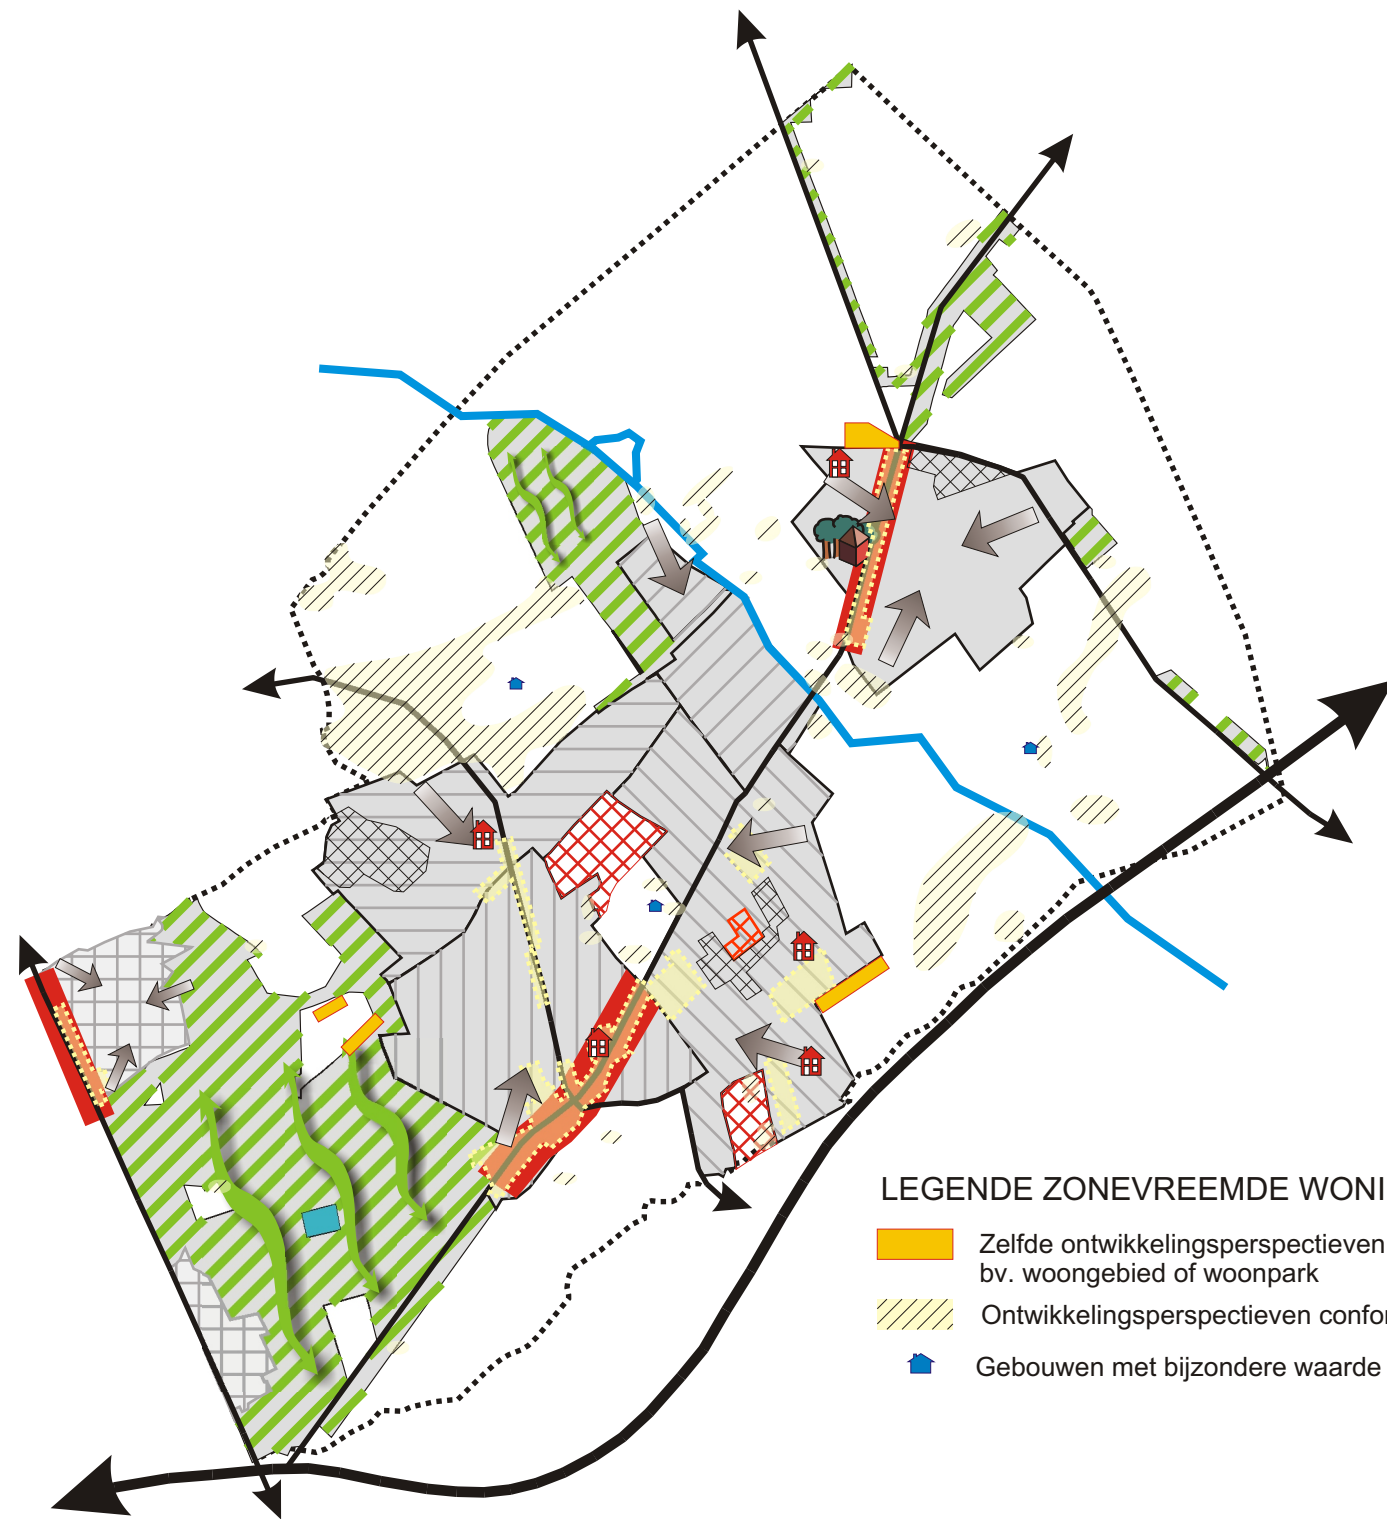 LEGENDE ZONEVREEMDE WONI
Zelfde ontwikkelingsperspectieven
bv. woongebied of woonpark
Ontwikkelingsperspectieven confor
Gebouwen met bijzondere waarde